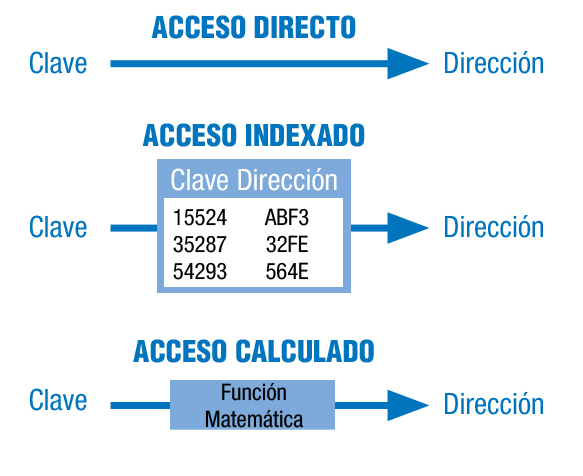 ACCESO DIRECTO
Clave Dirección
ACCESO INDEXADO
Clave Dirección
15524 ABF3
Clave 35287 32FE Dirección
54293 564E
ACCESO CALCULADO
Función
Clave Dirección
Matemática